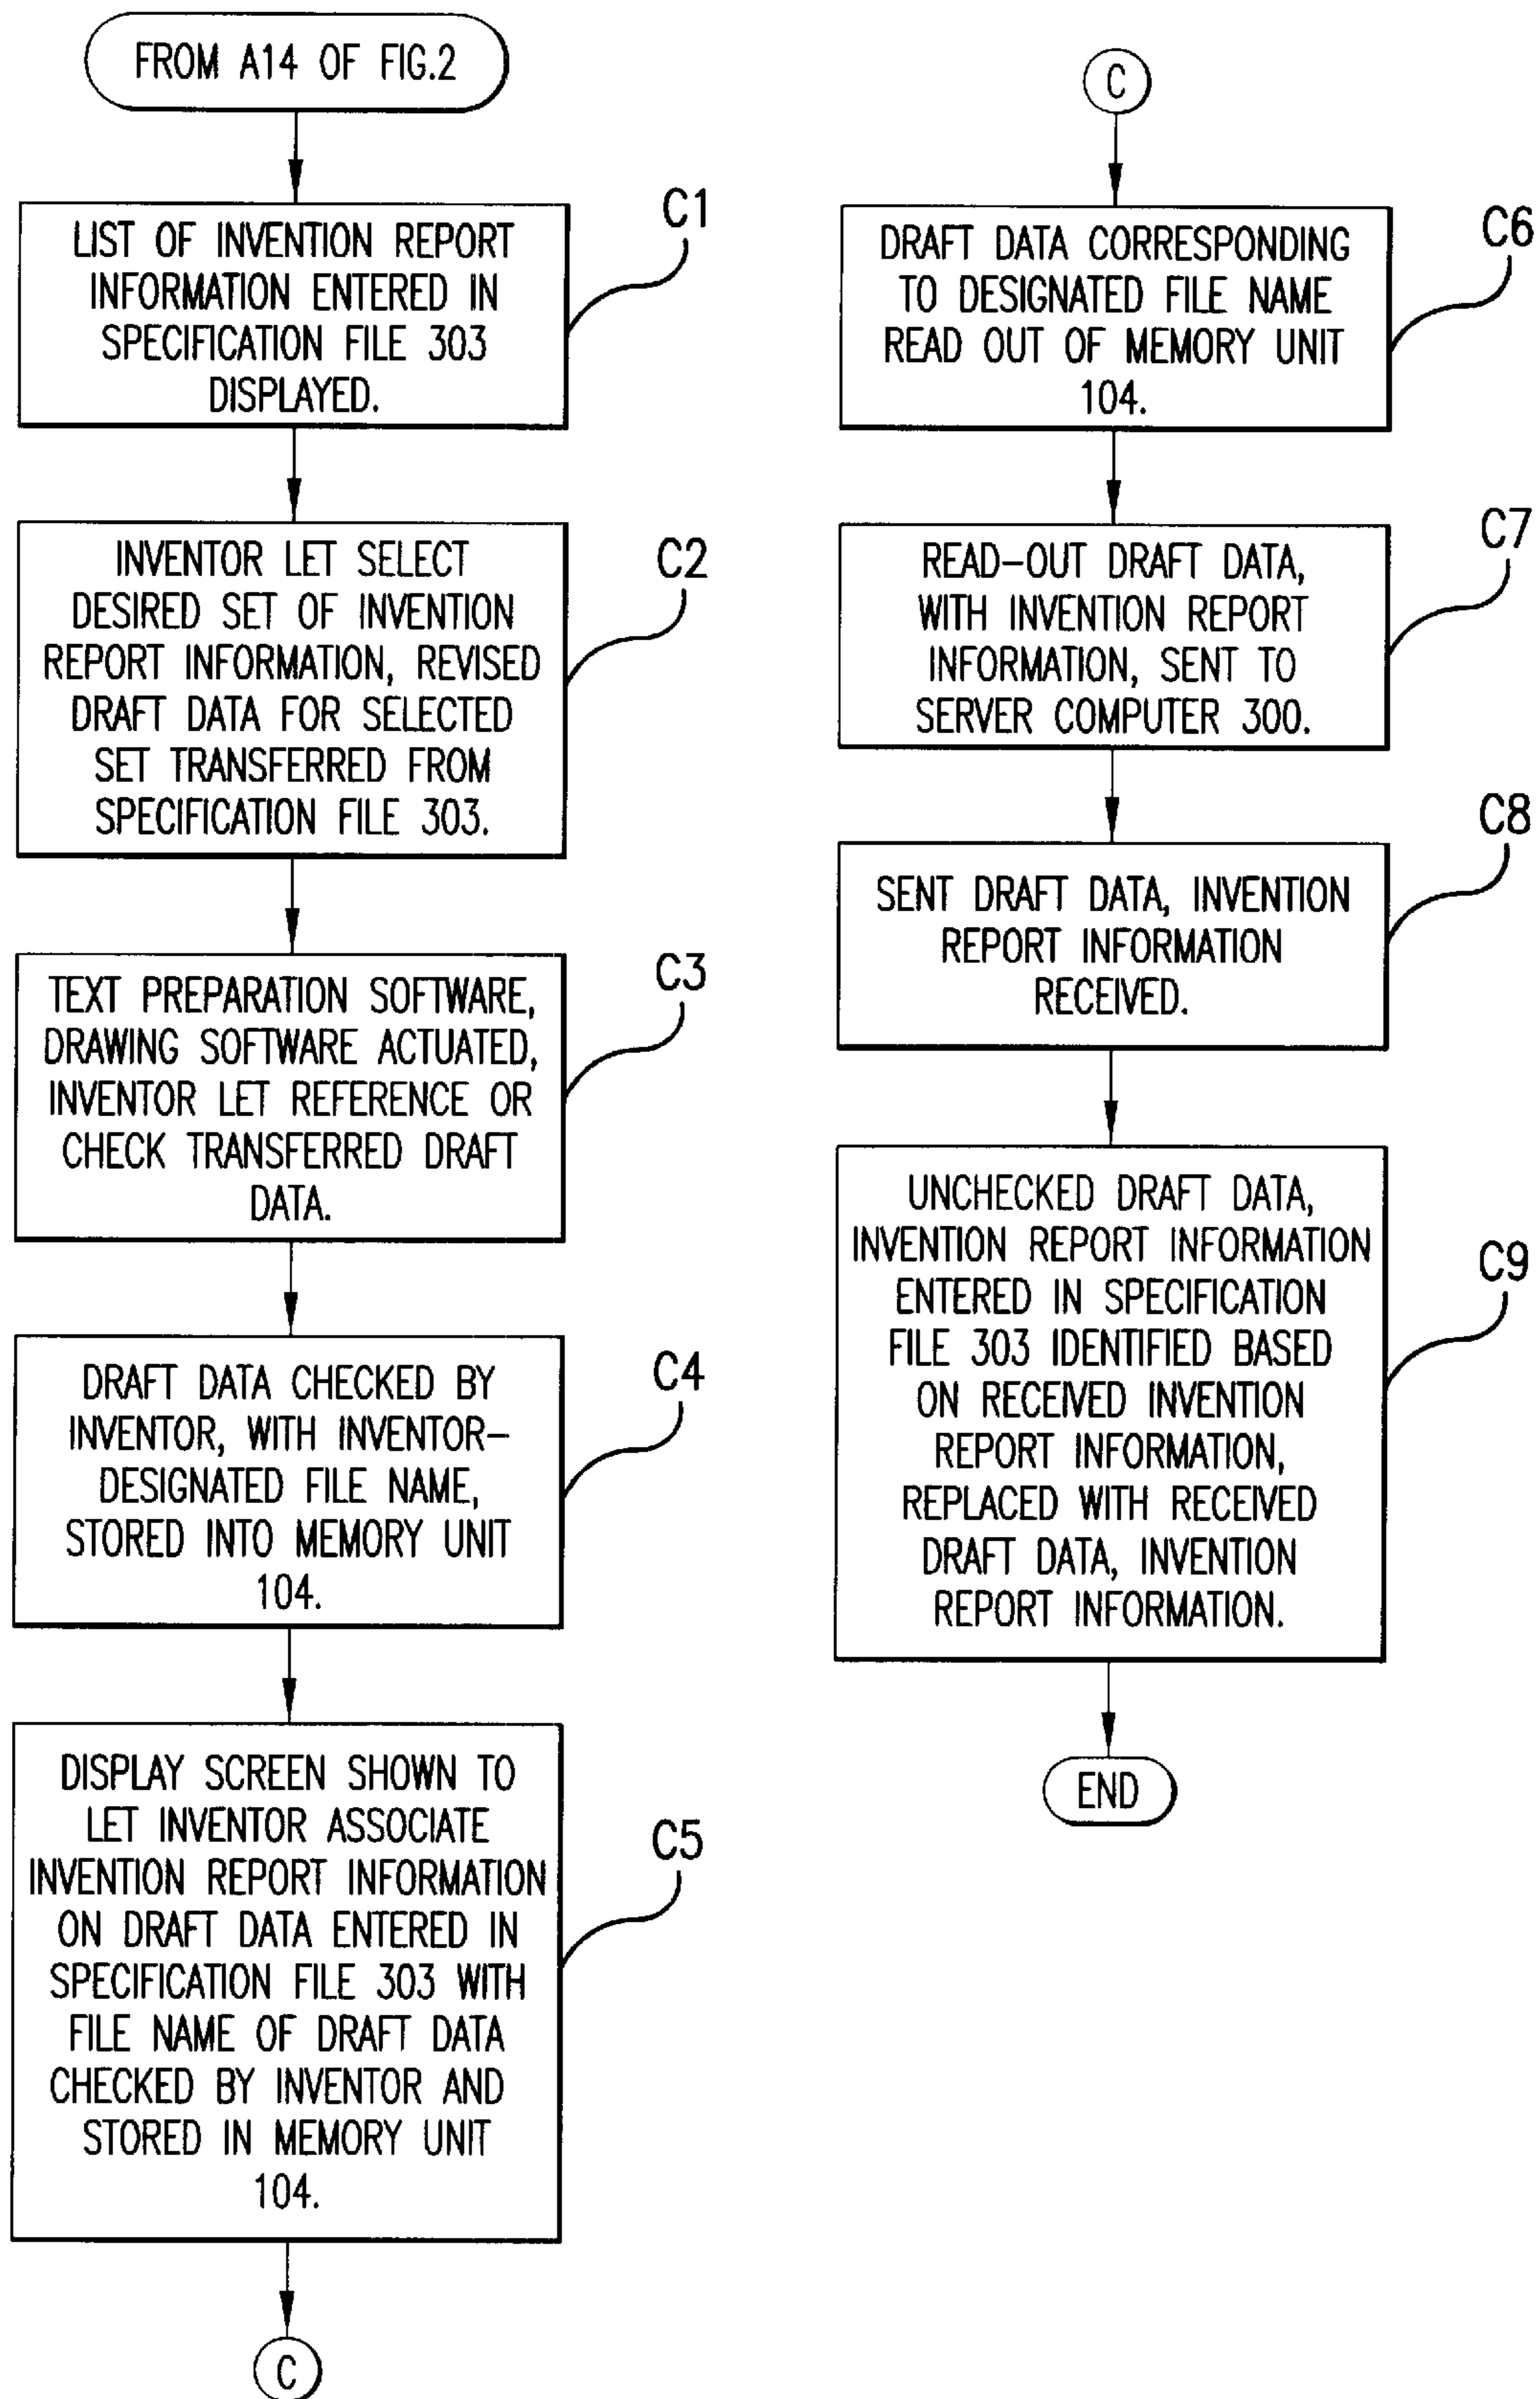 FROM A14 OF FIG.2
C1
LIST OF INVENTION REPORT
INFORMATION ENTERED IN
SPECIFICATION FILE 303
DISPLAYED.
C2
INVENTOR LET SELECT
DESIRED SET OF INVENTION
REPORT INFORMATION, REVISED
DRAFT DATA FOR SELECTED
SET TRANSFERRED FROM
SPECIFICATION FILE 303.
C3
TEXT PREPARATION SOFTWARE,
DRAWING SOFTWARE ACTUATED,
INVENTOR LET REFERENCE OR
CHECK TRANSFERRED DRAFT
DATA.
C4
DRAFT DATA CHECKED BY
INVENTOR, WITH INVENTOR-
DESIGNATED FILE NAME,
STORED INTO MEMORY UNIT
104.
C5
DISPLAY SCREEN SHOWN TO
LET INVENTOR ASSOCIATE
INVENTION REPORT INFORMATION
ON DRAFT DATA ENTERED IN
SPECIFICATION FILE 303 WITH
FILE NAME OF DRAFT DATA
CHECKED BY INVENTOR AND
STORED IN MEMORY UNIT
104.
C
C
C6
DRAFT DATA CORRESPONDING
TO DESIGNATED FILE NAME
READ OUT OF MEMORY UNIT
104.
C7
READ-OUT DRAFT DATA,
WITH INVENTION REPORT
INFORMATION, SENT TO
SERVER COMPUTER 300.
C8
SENT DRAFT DATA, INVENTION
REPORT INFORMATION
RECEIVED.
C9
UNCHECKED DRAFT DATA,
INVENTION REPORT INFORMATION
ENTERED IN SPECIFICATION
FILE 303 IDENTIFIED BASED
ON RECEIVED INVENTION
REPORT INFORMATION,
REPLACED WITH RECEIVED
DRAFT DATA, INVENTION
REPORT INFORMATION.
END